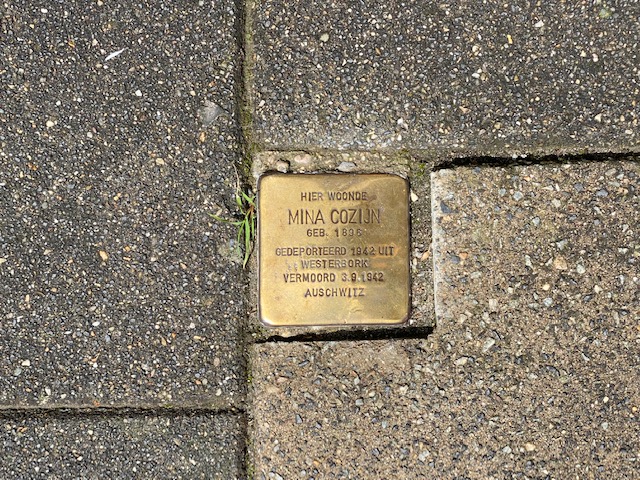 HIER WOONDE
MINA COZIJN
GEB. 1896
GEDEPORTEERD 1942 UIT
WESTERBORK
VERMOORD 3.9.1942
AUSCHWITZ